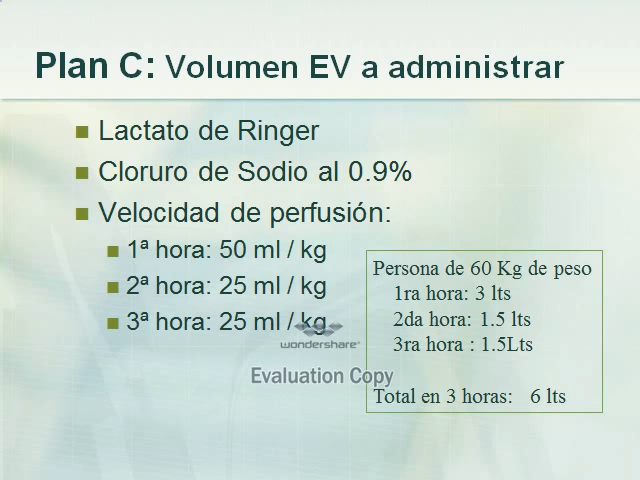 Plan C: Volumen EV a administrar
Lactato de Ringer
Cloruro de Sodio al 0.9%
Velocidad de perfusión:
1ª hora: 50 ml / kg
2ª hora: 25 ml / kg
3ª hora: 25 ml / kg
Persona de 60 Kg de peso
1ra hora: 3 lts
2da hora: 1.5 lts
3ra hora : 1.5Lts
Total en 3 horas: 6 lts
wondershare
Evaluation Copy